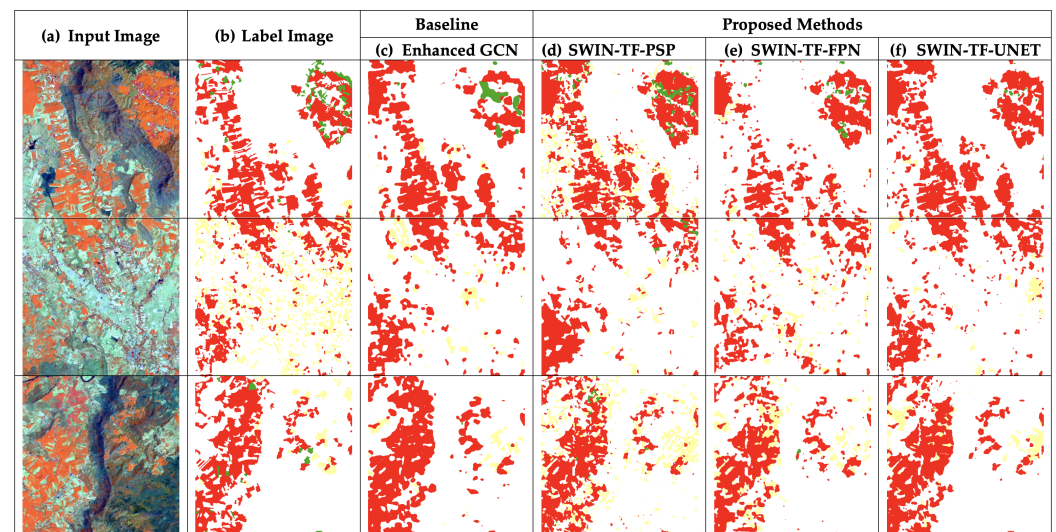 (a) Input Image
(b) Label Image
Baseline
Proposed Methods
(c) Enhanced GCN
(d) SWIN-TF-PSP
(e) SWIN-TF-FPN
(f) SWIN-TF-UNET